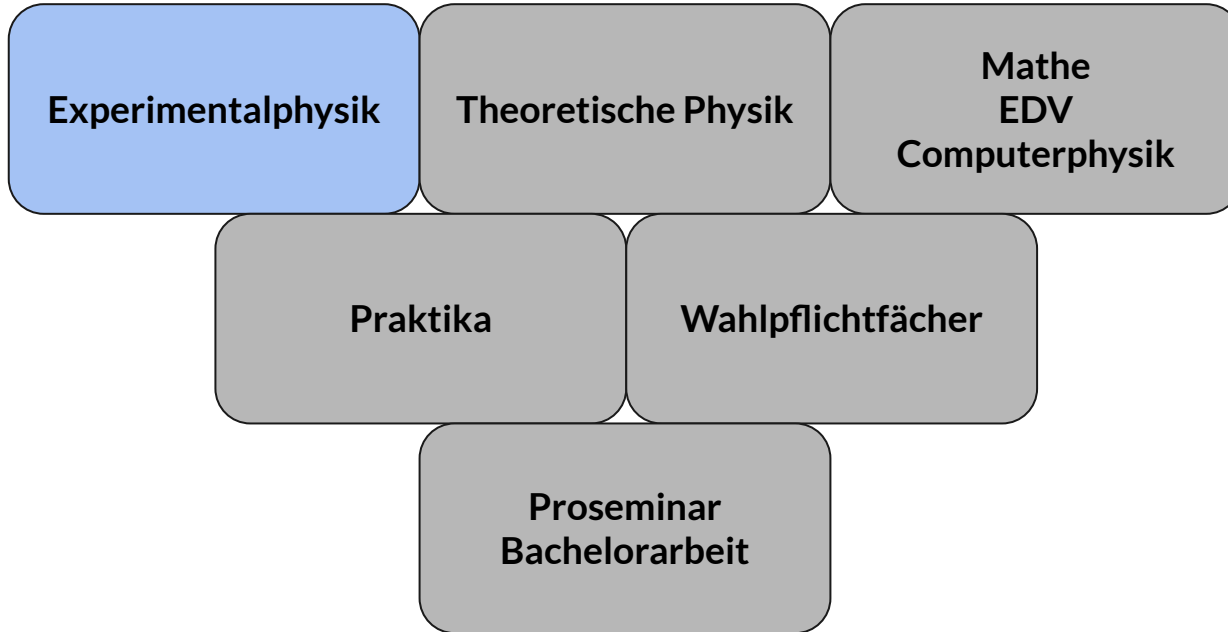 Experimentalphysik
Theoretische Physik
Mathe
EDV
Computerphysik
Praktika
Wahlpflichtfächer
Proseminar
Bachelorarbeit